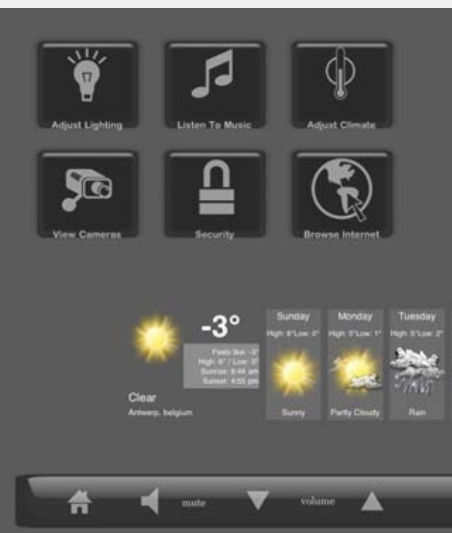 Adjust Lighting
Listen To Music
Adjust Climate
View Cameras
Security
Browse Internet
-3°
Feels like: -3°
High: 6° / Low: 0°
Sunrise: 8:44 am
Sunset: 4:55 pm
Clear
Antwerp, belgium
Sunday
High: 6°Low: 0°
Sunny
Monday
High: 5°Low: 1°
Partly Cloudy
Tuesday
High: 5°Low: 2°
Rain
mute
volume